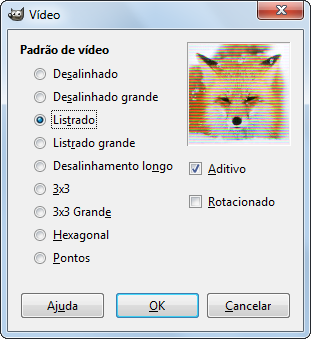 Vídeo
Padrão de vídeo
Desalinhado
Desalinhado grande
Listrado
Listrado grande
Desalinhamento longo
3x3
3x3 Grande
Hexagonal
Pontos
Aditivo
Rotacionado
Ajuda
OK
Cancelar